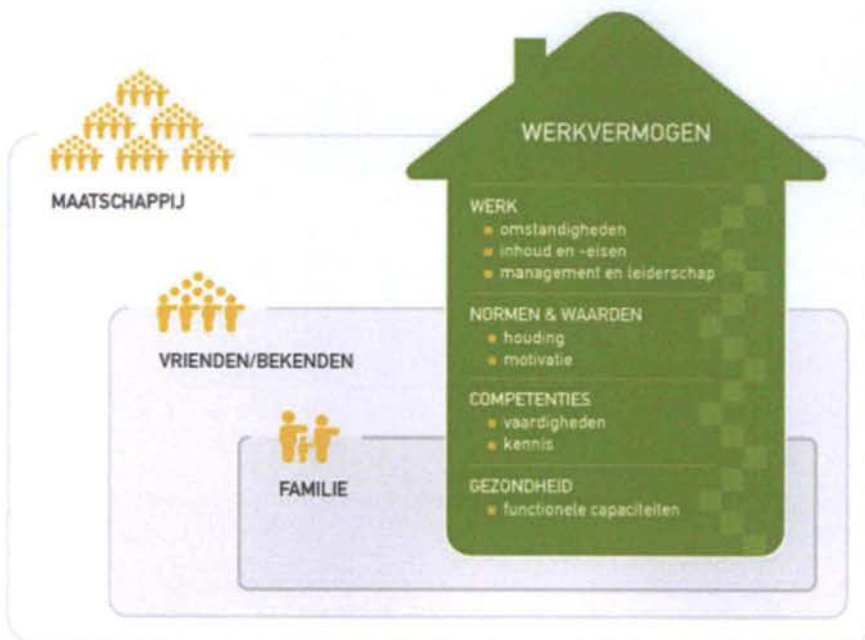 MAATSCHAPPIJ
VRIENDEN/BEKENDEN
FAMILIE
WERKVERMOGEN
WERK
omstandigheden
inhoud en -eisen
management en leiderschap
NORMEN & WAARDEN
houding
motivatie
COMPETENTIES
vaardigheden
kennis
GEZONDHEID
functionele capaciteiten